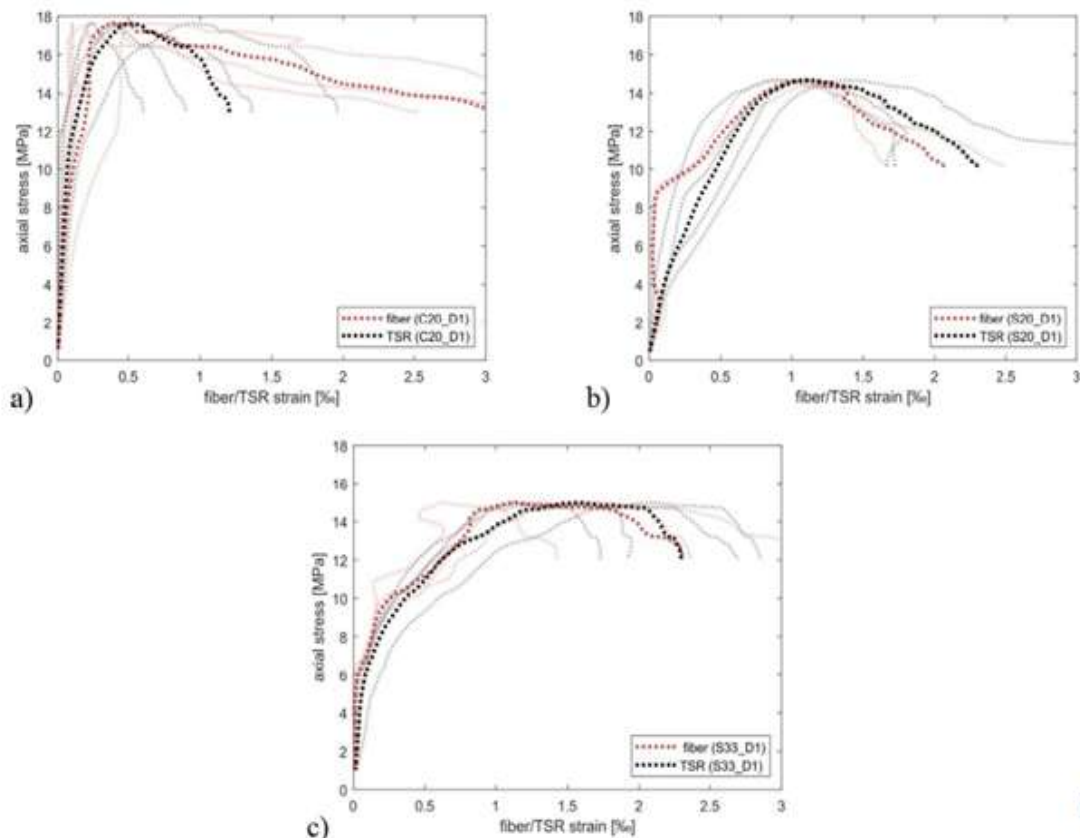 18
16
14
12
10
8
6
4
2
0
axial stress [MPa]
0 0.5 1 1.5 2 2.5 3
fiber/TSR strain [‰]
fiber (C20_D1)
TSR (C20_D1)
a)
18
16
14
12
10
8
6
4
2
0
axial stress [MPa]
0 0.5 1 1.5 2 2.5 3
fiber/TSR strain [‰]
fiber (S20_D1)
TSR (S20_D1)
b)
18
16
14
12
10
8
6
4
2
0
axial stress [MPa]
0 0.5 1 1.5 2 2.5 3
fiber/TSR strain [‰]
fiber (S33_D1)
TSR (S33_D1)
c)